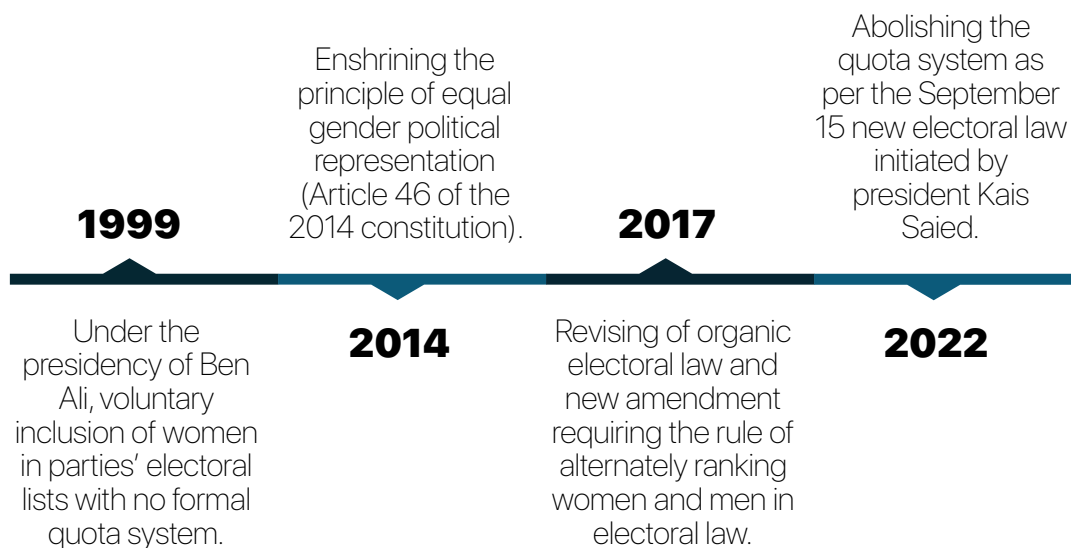 1999
Under the
presidency of Ben
Ali, voluntary
inclusion of women
in parties’ electoral
lists with no formal
quota system.
Enshrining the
principle of equal
gender political
representation
(Article 46 of the
2014 constitution).
2014
2017
Revising of organic
electoral law and
new amendment
requiring the rule of
alternately ranking
women and men in
electoral law.
Abolishing the
quota system as
per the September
15 new electoral law
initiated by
president Kais
Saied.
2022